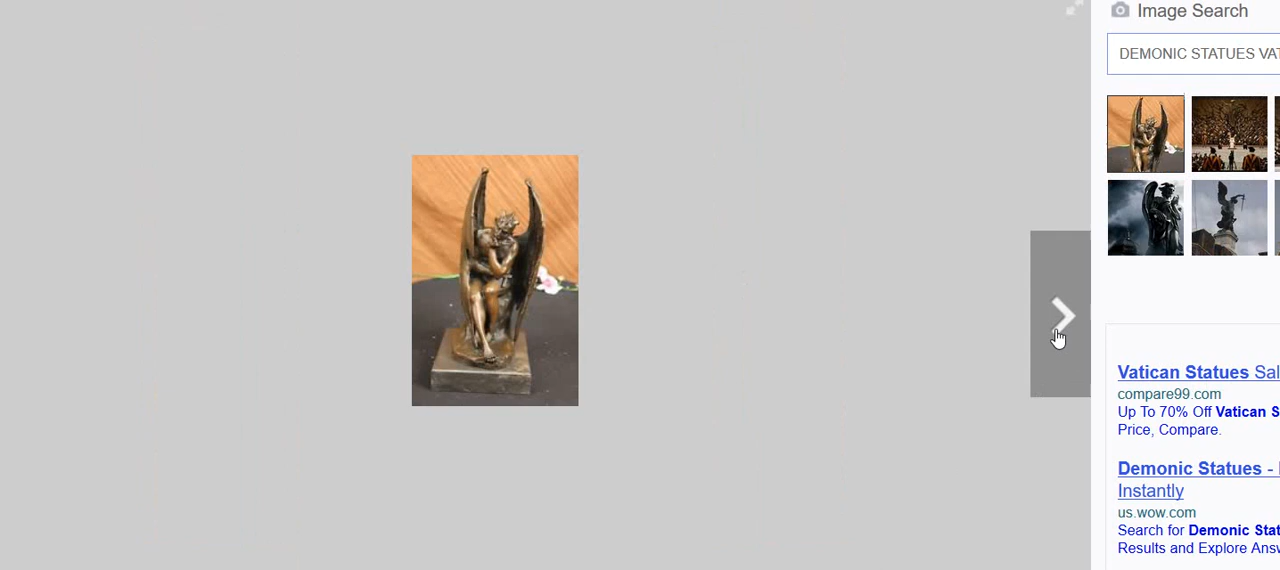 Image Search
DEMONIC STATUES VAT
Vatican Statues Sal
compare99.com
Up To 70% Off Vatican S
Price, Compare.
Demonic Statues -
Instantly
us.wow.com
Search for Demonic Stat
Results and Explore Answ